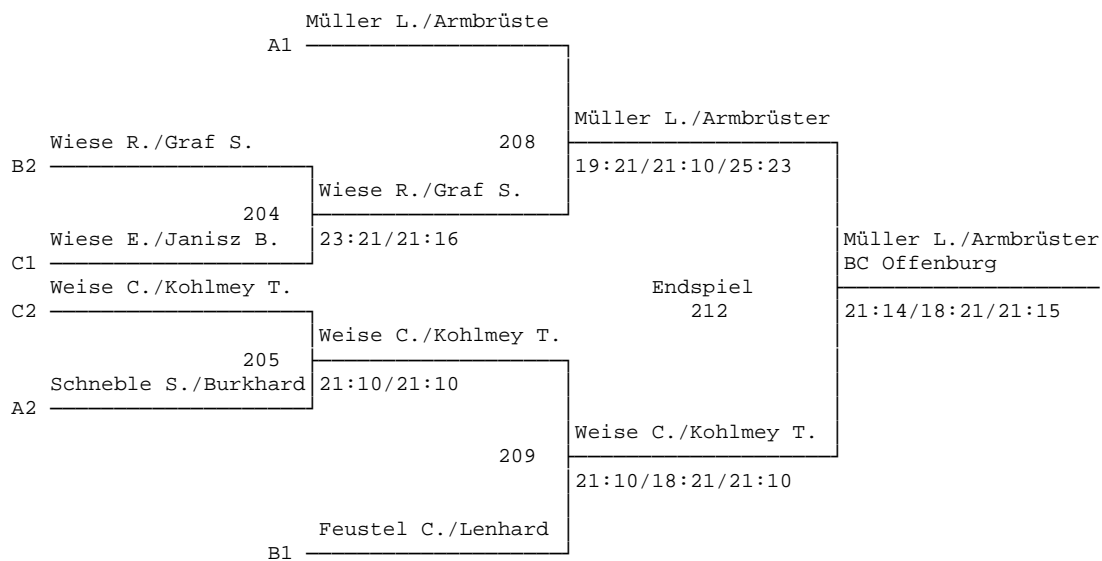 Müller L./Armbrüste
A1
Müller L./Armbrüster
Wiese R./Graf S.
208
B2
19:21/21:10/25:23
Wiese R./Graf S.
204
Wiese E./Janisz B.
23:21/21:16
Müller L./Armbrüster
C1
BC Offenburg
Weise C./Kohlmey T.
Endspiel
C2
212
21:14/18:21/21:15
Weise C./Kohlmey T.
205
Schneble S./Burkhard
21:10/21:10
A2
Weise C./Kohlmey T.
209
21:10/18:21/21:10
Feustel C./Lenhard
B1